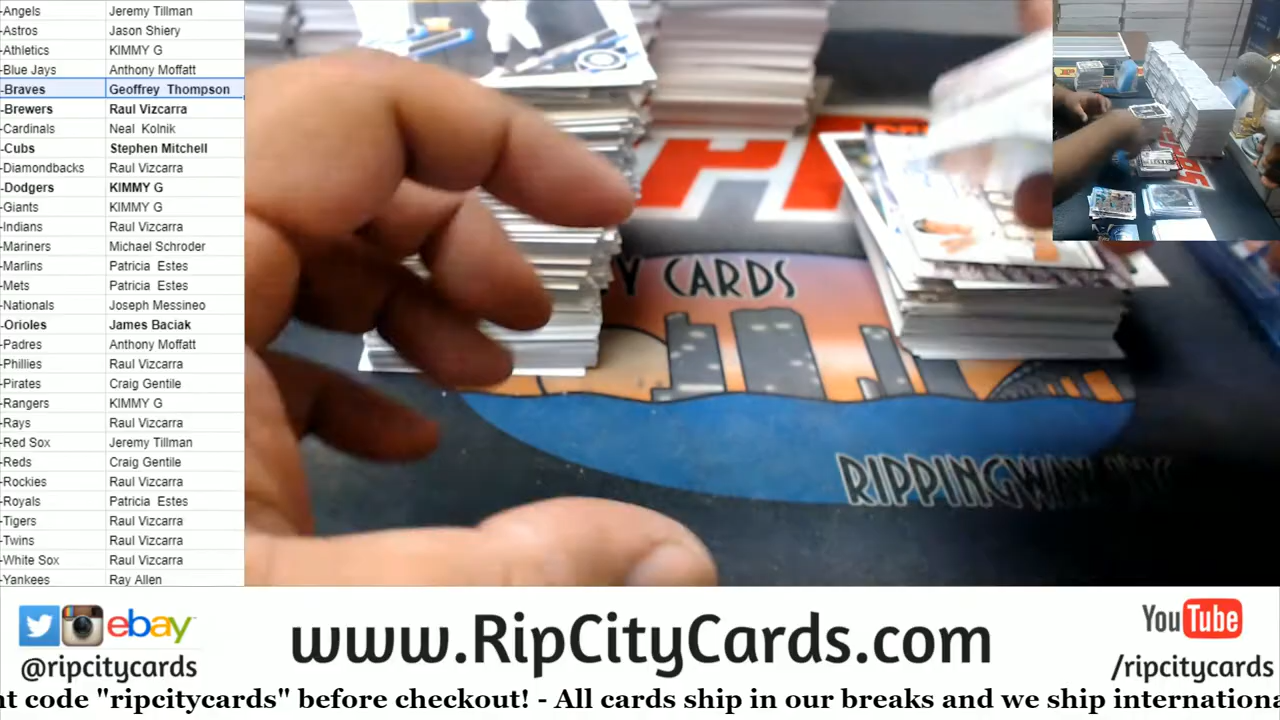 -Angels Jeremy Tillman
-Astros Jason Shiery
-Athletics KIMMY G
-Blue Jays Anthony Moffatt
-Braves Geoffrey Thompson
-Brewers Raul Vizcarra
-Cardinals Neal Kolnik
-Cubs Stephen Mitchell
-Diamondbacks Raul Vizcarra
-Dodgers KIMMY G
-Giants KIMMY G
-Indians Raul Vizcarra
-Mariners Michael Schroder
-Marlins Patricia Estes
-Mets Patricia Estes
-Nationals Joseph Messineo
-Orioles James Baciak
-Padres Anthony Moffatt
-Phillies Raul Vizcarra
-Pirates Craig Gentile
-Rangers KIMMY G
-Rays Raul Vizcarra
-Red Sox Jeremy Tillman
-Reds Craig Gentile
-Rockies Raul Vizcarra
-Royals Patricia Estes
-Tigers Raul Vizcarra
-Twins Raul Vizcarra
-White Sox Raul Vizcarra
-Yankees Ray Allen
Y CARDS
ebay
@ripcitycards
www.RipCityCards.com
YouTube
/ripcitycards
nt code "ripcitycards" before checkout! - All cards ship in our breaks and we ship internationa